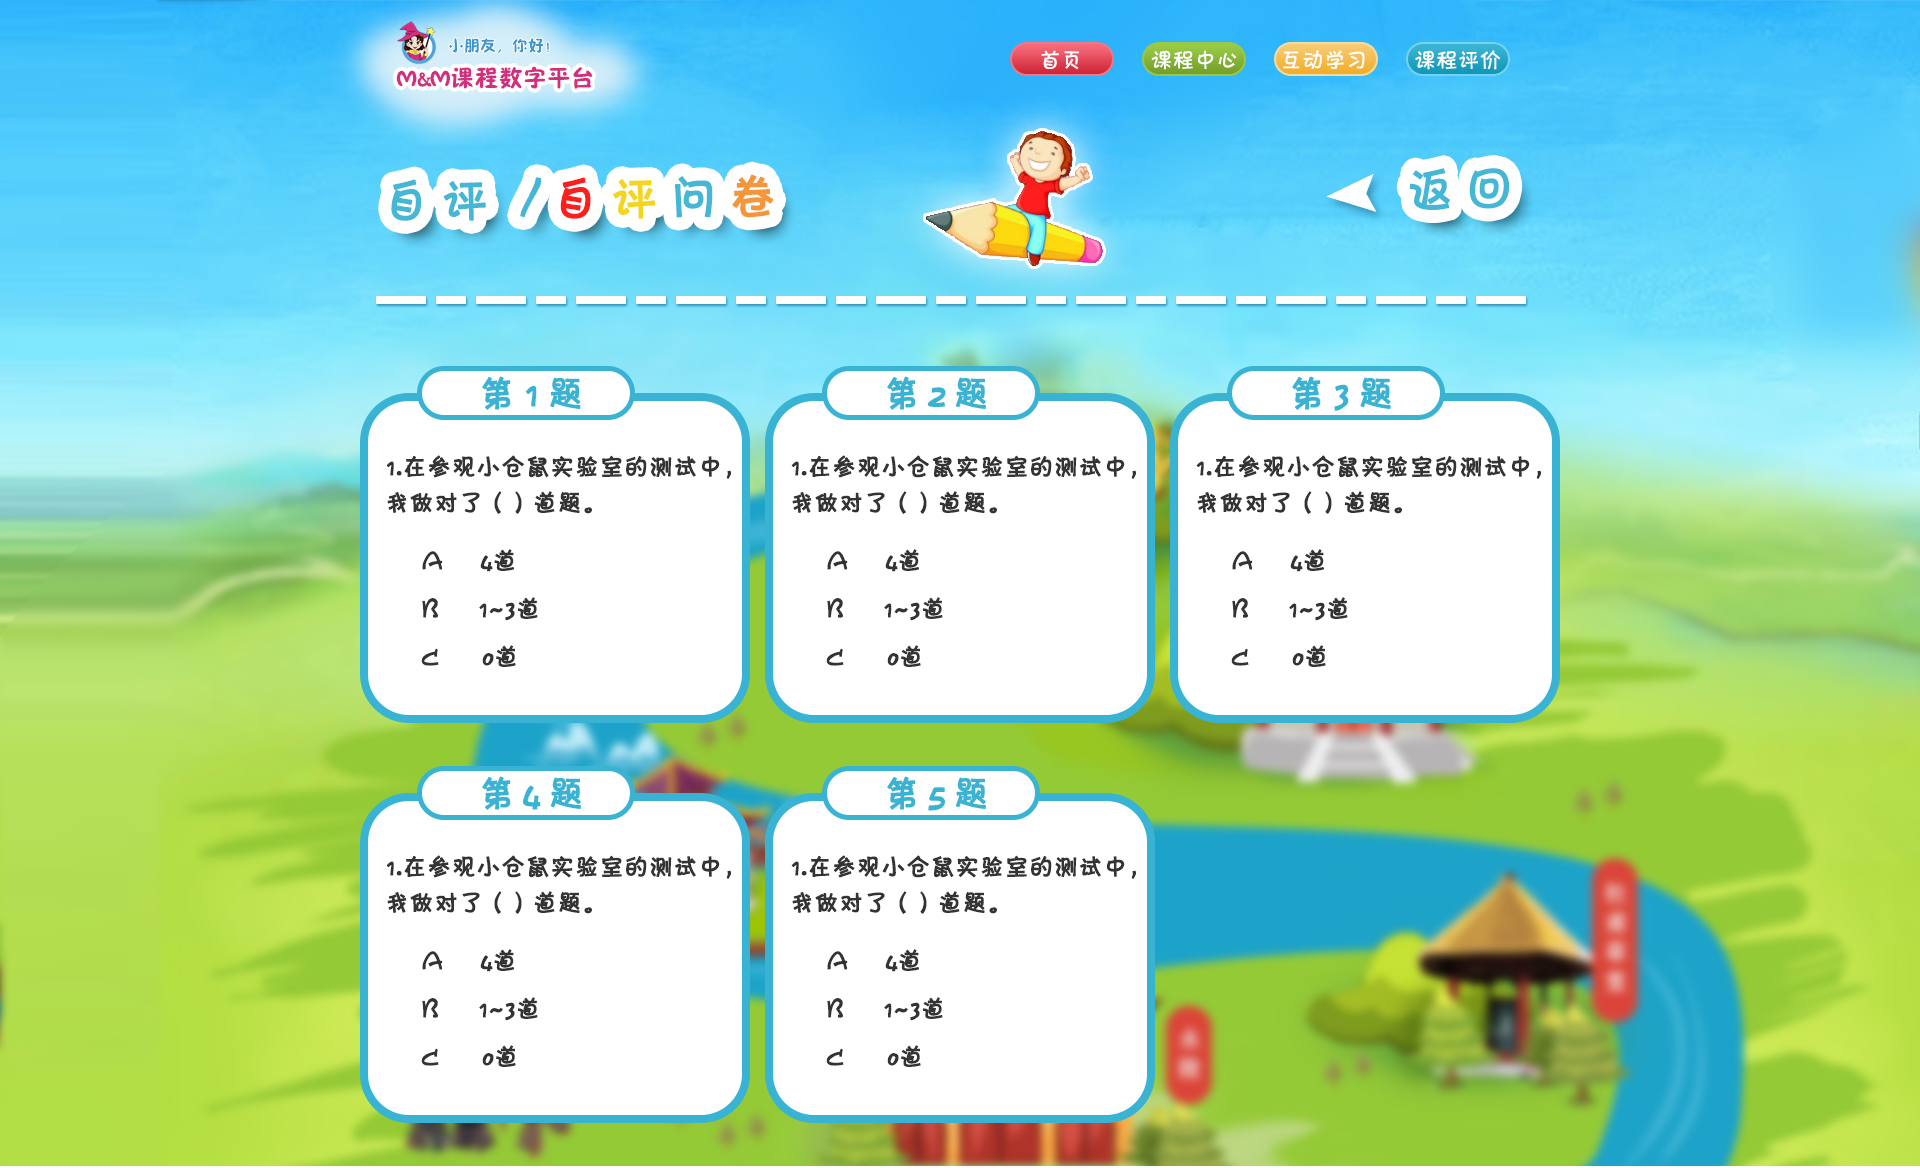 小朋友，你好!
M&M课程数字平台
首页
课程中心
互动学习
课程评价
自评/自评问卷
返回
第1题
1.在参观小仓鼠实验室的测试中，
我做对了（ ）道题。
A 4道
B 1~3道
C 0道
第2题
1.在参观小仓鼠实验室的测试中，
我做对了（ ）道题。
A 4道
B 1~3道
C 0道
第3题
1.在参观小仓鼠实验室的测试中，
我做对了（ ）道题。
A 4道
B 1~3道
C 0道
第4题
1.在参观小仓鼠实验室的测试中，
我做对了（ ）道题。
A 4道
B 1~3道
C 0道
第5题
1.在参观小仓鼠实验室的测试中，
我做对了（ ）道题。
A 4道
B 1~3道
C 0道